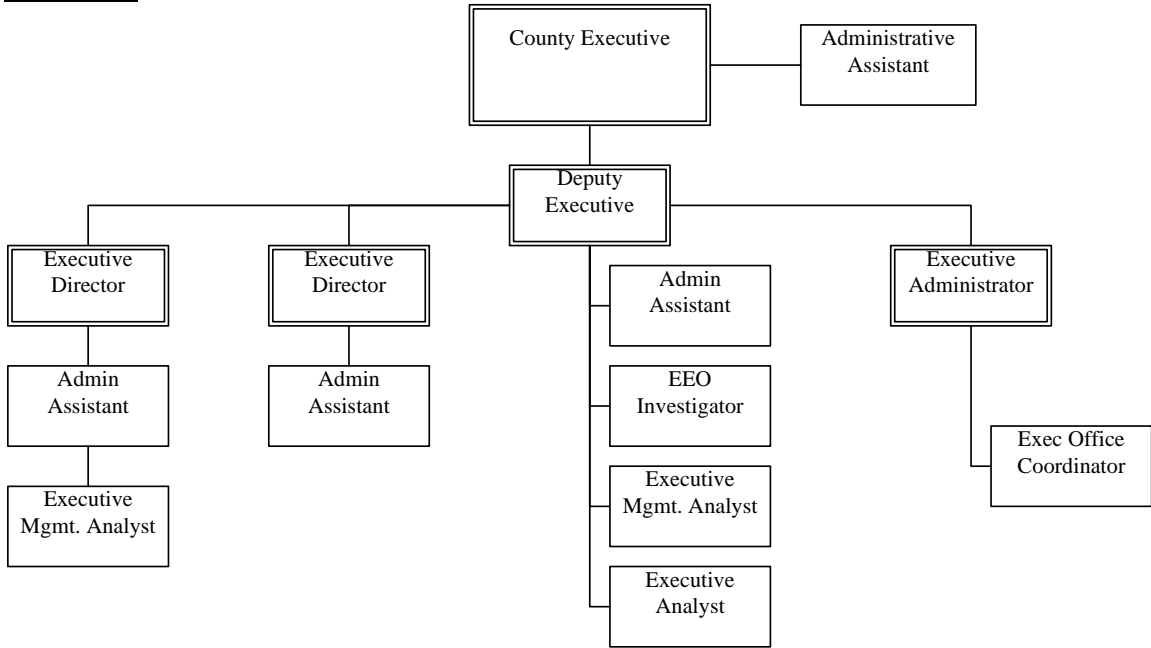 County Executive
Administrative
Assistant
Deputy
Executive
Executive
Director
Executive
Director
Executive
Administrator
Admin
Assistant
Admin
Assistant
Admin
Assistant
EEO
Investigator
Exec Office
Coordinator
Executive
Mgmt. Analyst
Executive
Mgmt. Analyst
Executive
Analyst